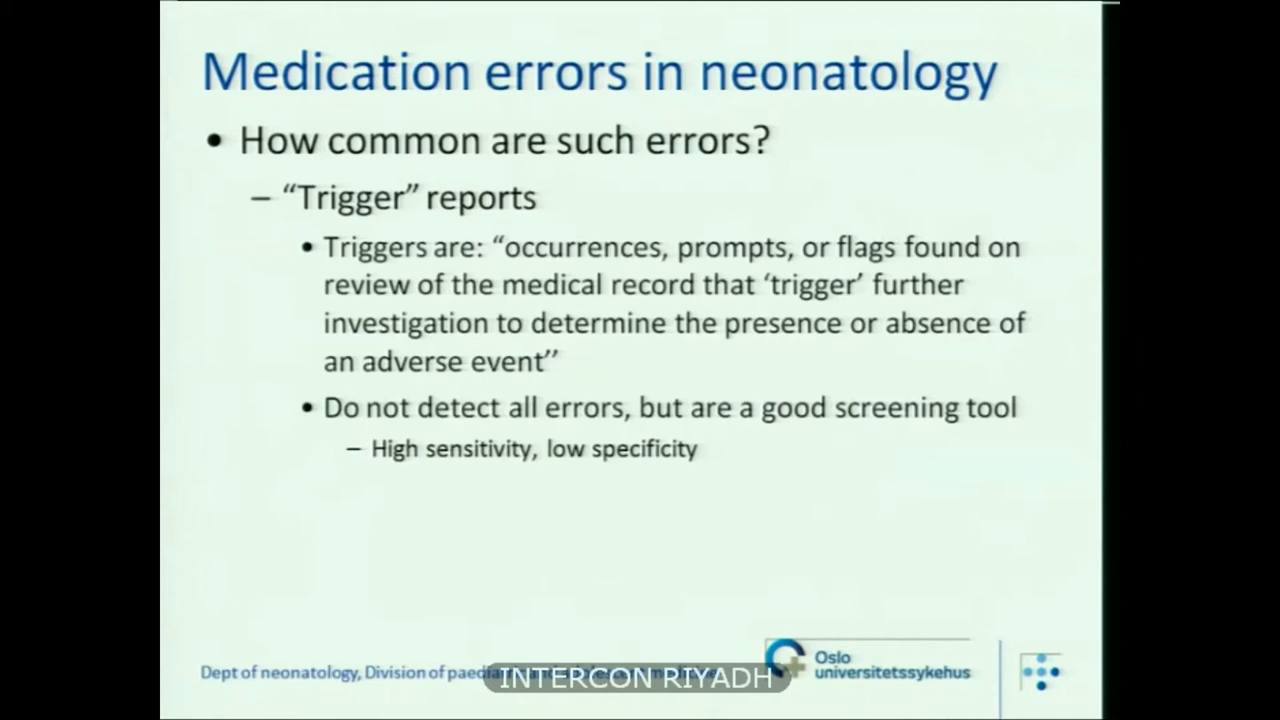 Medication errors in neonatology
• How common are such errors?
– “Trigger” reports
• Triggers are: “occurrences, prompts, or flags found on
review of the medical record that ‘trigger’ further
investigation to determine the presence or absence of
an adverse event’’
• Do not detect all errors, but are a good screening tool
– High sensitivity, low specificity
Dept of neonatology, Division of
INTERCON RIYADH
Oslo
universitetssykehus